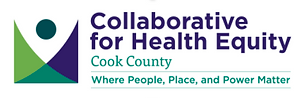 Collaborative
for Health Equity
Cook County
Where People, Place, and Power Matter